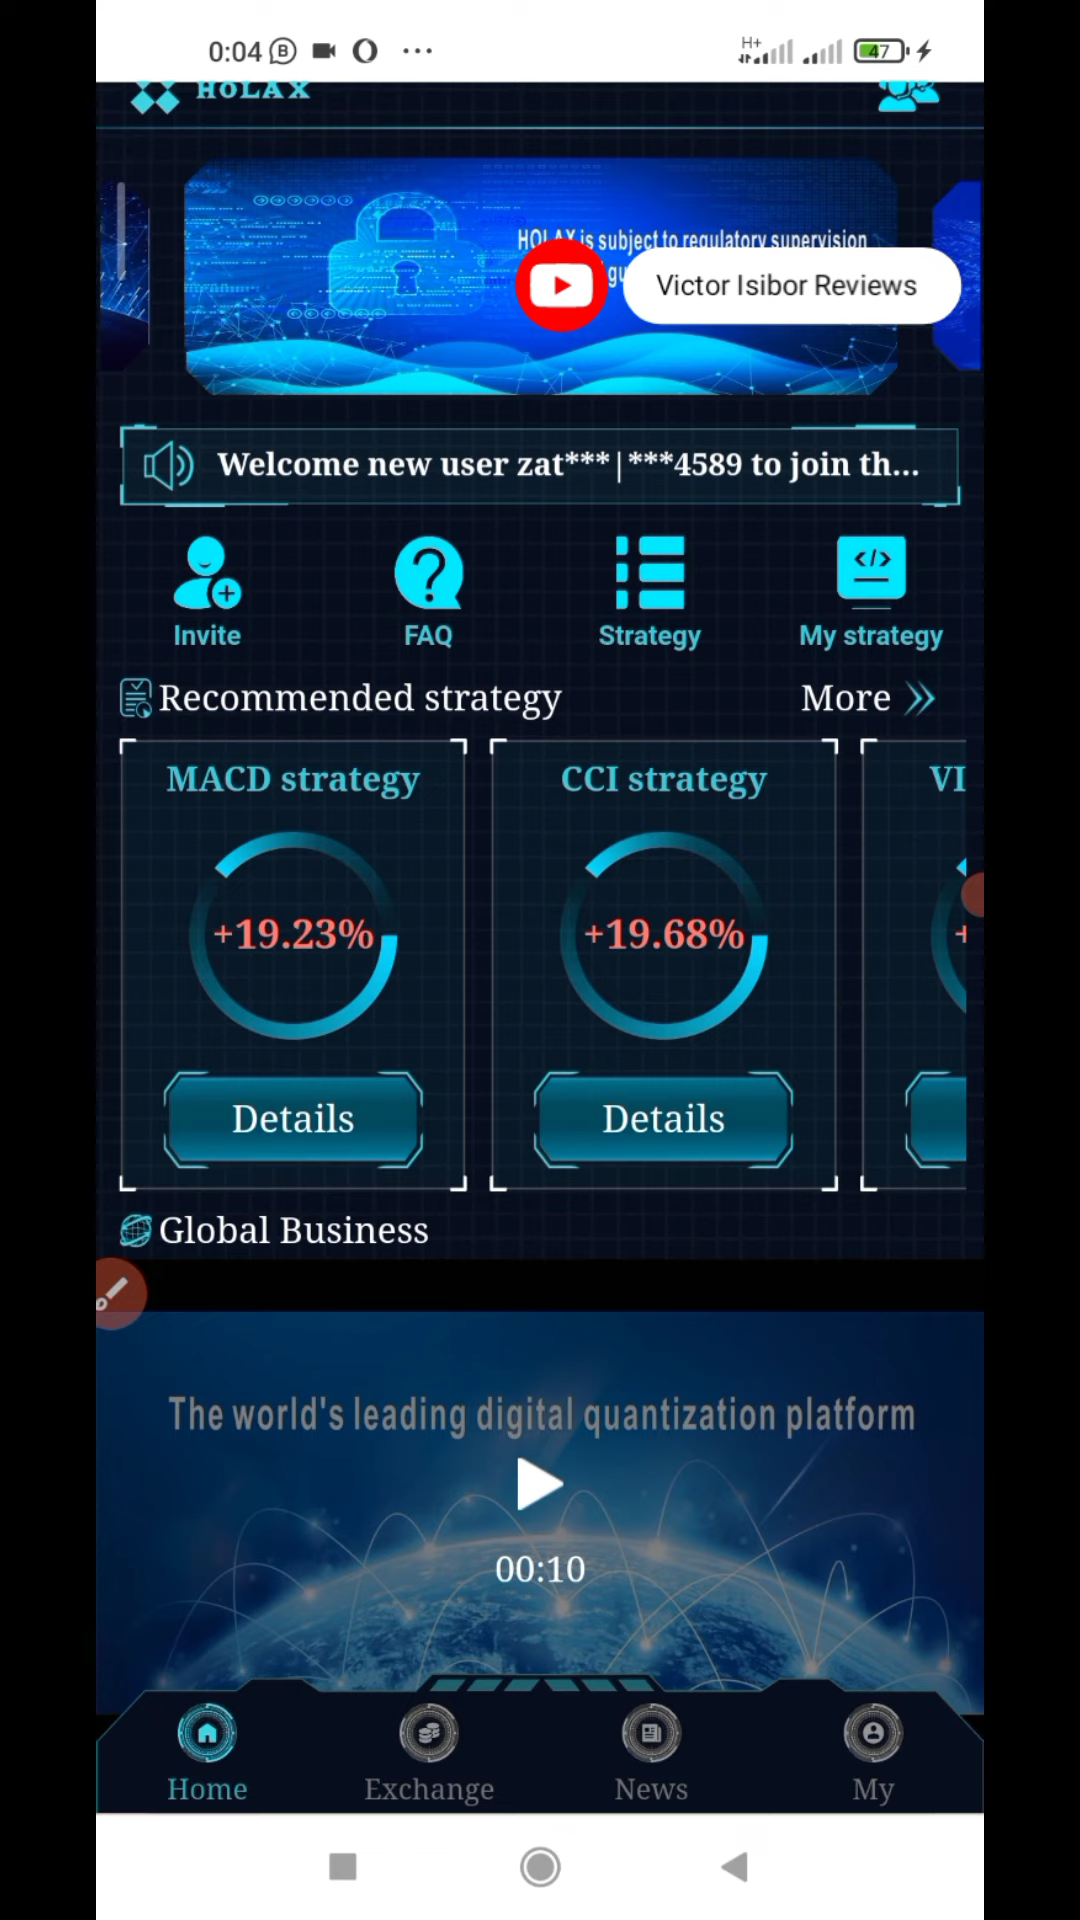 0:04
H+
47
HOLAX
HOLAX is subject to regulatory supervision
gu
Victor Isibor Reviews
Welcome new user zat***|***4589 to join th...
Invite
FAQ
Strategy
My strategy
Recommended strategy
More
MACD strategy
CCI strategy
VI
+19.23%
+19.68%
+
Details
Details
Global Business
The world's leading digital quantization platform
00:10
Home
Exchange
News
My